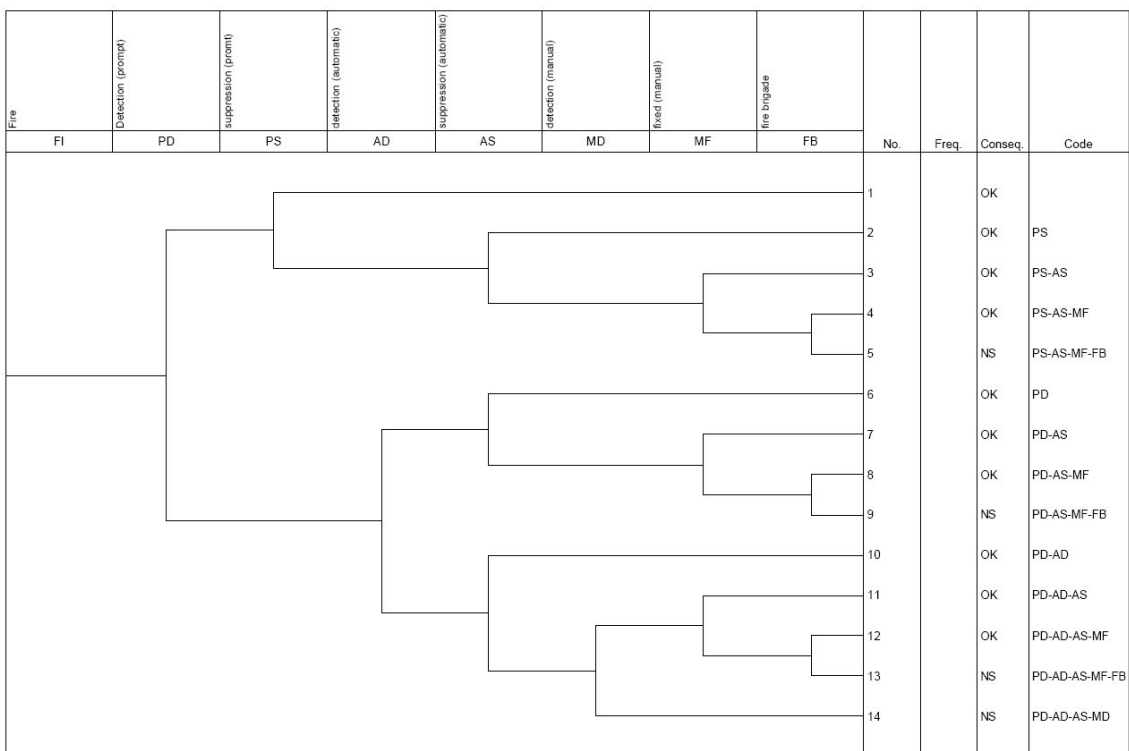 Fire
Detection (prompt)
suppression (promt)
detection (automatic)
suppression (automatic)
detection (manual)
fixed (manual)
fire brigade
FI PD PS AD AS MD MF FB No. Freq. Conseq. Code
1 OK
2 OK PS
3 OK PS-AS
4 OK PS-AS-MF
5 NS PS-AS-MF-FB
6 OK PD
7 OK PD-AS
8 OK PD-AS-MF
9 NS PD-AS-MF-FB
10 OK PD-AD
11 OK PD-AD-AS
12 OK PD-AD-AS-MF
13 NS PD-AD-AS-MF-FB
14 NS PD-AD-AS-MD